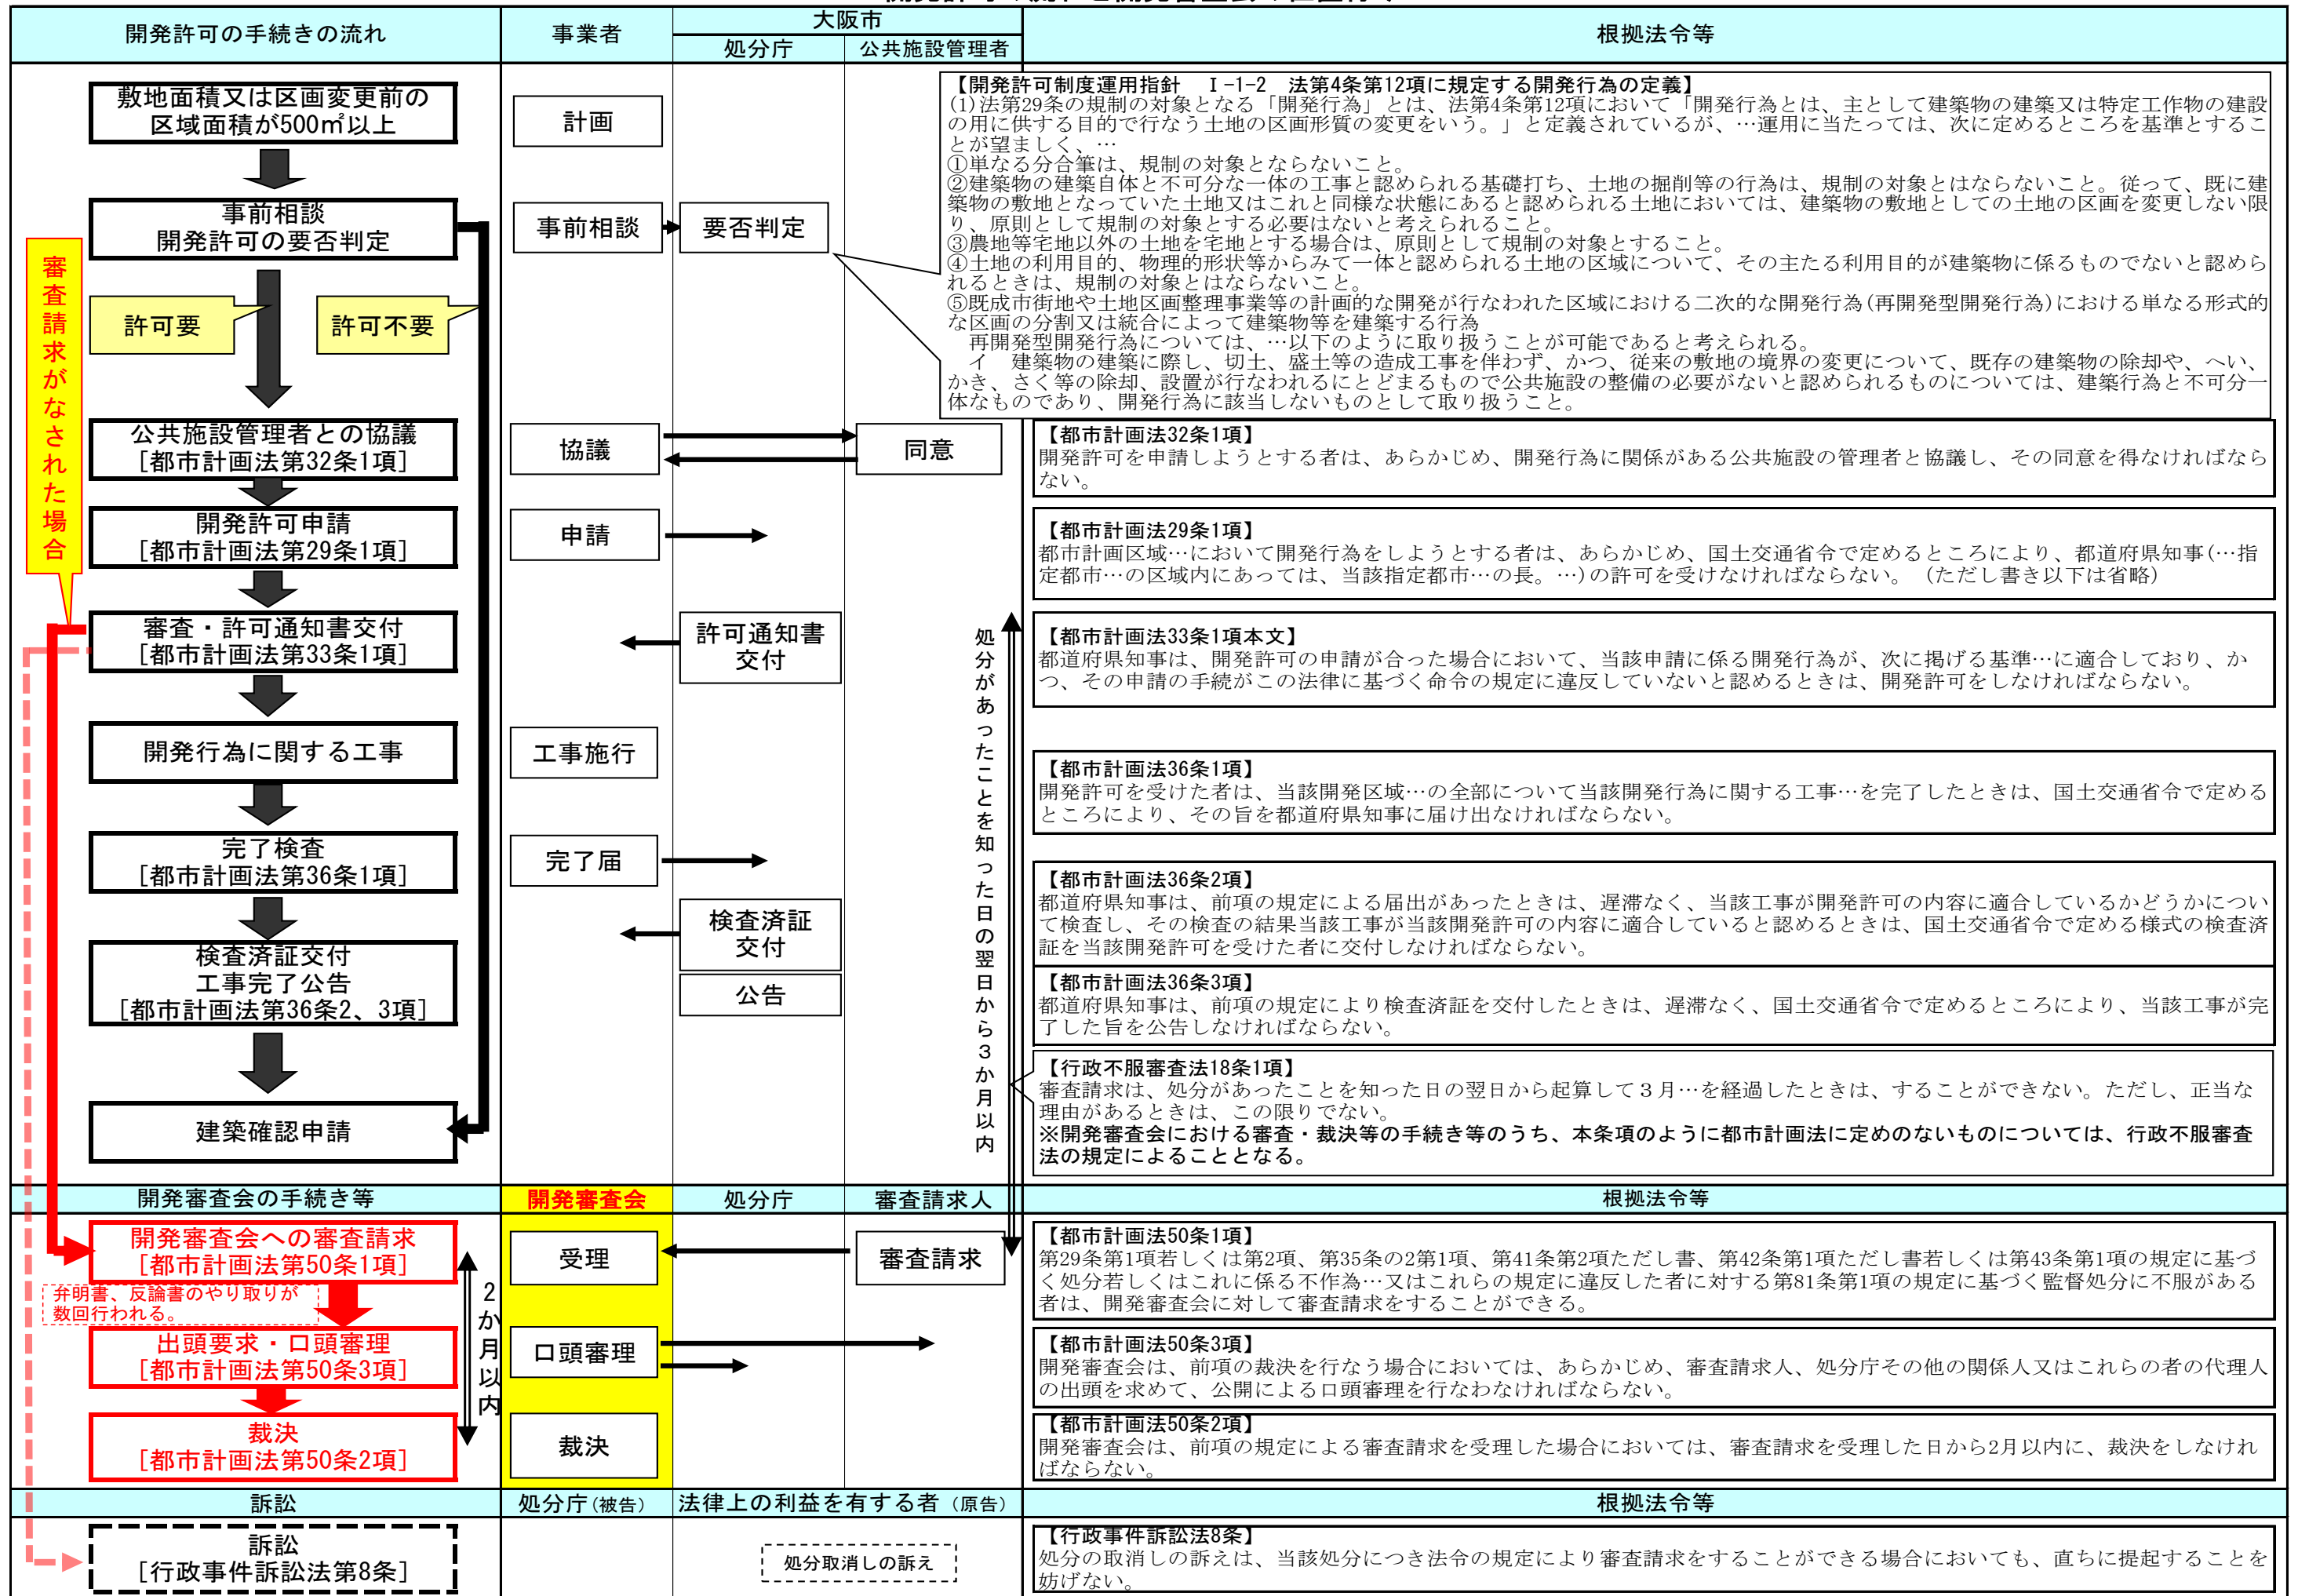 開発許可の手続きの流れ
事業者
大阪市
処分庁
公共施設管理者
根拠法令等
敷地面積又は区画変更前の
区域面積が500㎡以上
計画
【開発許可制度運用指針　Ⅰ-1-2　法第4条第12項に規定する開発行為の定義】
(1)法第29条の規制の対象となる「開発行為」とは、法第4条第12項において「開発行為とは、主として建築物の建築又は特定工作物の建設
の用に供する目的で行なう土地の区画形質の変更をいう。」と定義されているが、…運用に当たっては、次に定めるところを基準とするこ
とが望ましく、…
①単なる分合筆は、規制の対象とならないこと。
②建築物の建築自体と不可分な一体の工事と認められる基礎打ち、土地の掘削等の行為は、規制の対象とはならないこと。従って、既に建
築物の敷地となっていた土地又はこれと同様な状態にあると認められる土地においては、建築物の敷地としての土地の区画を変更しない限
り、原則として規制の対象とする必要はないと考えられること。
③農地等宅地以外の土地を宅地とする場合は、原則として規制の対象とすること。
④土地の利用目的、物理的形状等からみて一体と認められる土地の区域について、その主たる利用目的が建築物に係るものでないと認めら
れるときは、規制の対象とはならないこと。
⑤既成市街地や土地区画整理事業等の計画的な開発が行なわれた区域における二次的な開発行為(再開発型開発行為)における単なる形式的
な区画の分割又は統合によって建築物等を建築する行為
　再開発型開発行為については、…以下のように取り扱うことが可能であると考えられる。
　イ　建築物の建築に際し、切土、盛土等の造成工事を伴わず、かつ、従来の敷地の境界の変更について、既存の建築物の除却や、へい、
かき、さく等の除却、設置が行なわれるにとどまるもので公共施設の整備の必要がないと認められるものについては、建築行為と不可分一
体なものであり、開発行為に該当しないものとして取り扱うこと。
事前相談
開発許可の要否判定
事前相談
要否判定
審査請求がなされた場合
許可要
許可不要
公共施設管理者との協議
[都市計画法第32条1項]
協議
同意
【都市計画法32条1項】
開発許可を申請しようとする者は、あらかじめ、開発行為に関係がある公共施設の管理者と協議し、その同意を得なければなら
ない。
開発許可申請
[都市計画法第29条1項]
申請
【都市計画法29条1項】
都市計画区域…において開発行為をしようとする者は、あらかじめ、国土交通省令で定めるところにより、都道府県知事(…指
定都市…の区域内にあっては、当該指定都市…の長。…)の許可を受けなければならない。（ただし書き以下は省略）
審査・許可通知書交付
[都市計画法第33条1項]
許可通知書
交付
処分があったことを知った日の翌日から３か月以内
【都市計画法33条1項本文】
都道府県知事は、開発許可の申請が合った場合において、当該申請に係る開発行為が、次に掲げる基準…に適合しており、か
つ、その申請の手続がこの法律に基づく命令の規定に違反していないと認めるときは、開発許可をしなければならない。
開発行為に関する工事
工事施行
【都市計画法36条1項】
開発許可を受けた者は、当該開発区域…の全部について当該開発行為に関する工事…を完了したときは、国土交通省令で定める
ところにより、その旨を都道府県知事に届け出なければならない。
完了検査
[都市計画法第36条1項]
完了届
【都市計画法36条2項】
都道府県知事は、前項の規定による届出があったときは、遅滞なく、当該工事が開発許可の内容に適合しているかどうかについ
て検査し、その検査の結果当該工事が当該開発許可の内容に適合していると認めるときは、国土交通省令で定める様式の検査済
証を当該開発許可を受けた者に交付しなければならない。
検査済証交付
工事完了公告
[都市計画法第36条2、3項]
検査済証
交付
公告
【都市計画法36条3項】
都道府県知事は、前項の規定により検査済証を交付したときは、遅滞なく、国土交通省令で定めるところにより、当該工事が完
了した旨を公告しなければならない。
【行政不服審査法18条1項】
審査請求は、処分があったことを知った日の翌日から起算して３月…を経過したときは、することができない。ただし、正当な
理由があるときは、この限りでない。
※開発審査会における審査・裁決等の手続き等のうち、本条項のように都市計画法に定めのないものについては、行政不服審査
法の規定によることとなる。
建築確認申請
開発審査会の手続き等
開発審査会
処分庁
審査請求人
根拠法令等
開発審査会への審査請求
[都市計画法第50条1項]
受理
審査請求
【都市計画法50条1項】
第29条第1項若しくは第2項、第35条の2第1項、第41条第2項ただし書、第42条第1項ただし書若しくは第43条第1項の規定に基づ
く処分若しくはこれに係る不作為…又はこれらの規定に違反した者に対する第81条第1項の規定に基づく監督処分に不服がある
者は、開発審査会に対して審査請求をすることができる。
弁明書、反論書のやり取りが
数回行われる。
２か月以内
出頭要求・口頭審理
[都市計画法第50条3項]
口頭審理
【都市計画法50条3項】
開発審査会は、前項の裁決を行なう場合においては、あらかじめ、審査請求人、処分庁その他の関係人又はこれらの者の代理人
の出頭を求めて、公開による口頭審理を行なわなければならない。
裁決
[都市計画法第50条2項]
裁決
【都市計画法50条2項】
開発審査会は、前項の規定による審査請求を受理した場合においては、審査請求を受理した日から2月以内に、裁決をしなけれ
ばならない。
訴訟
処分庁(被告)
法律上の利益を有する者（原告）
根拠法令等
訴訟
[行政事件訴訟法第8条]
処分取消しの訴え
【行政事件訴訟法8条】
処分の取消しの訴えは、当該処分につき法令の規定により審査請求をすることができる場合においても、直ちに提起することを
妨げない。